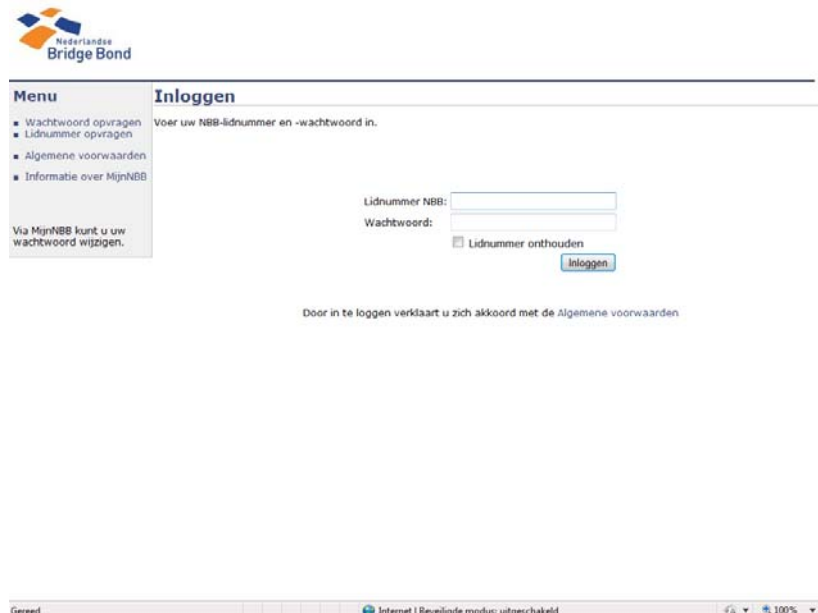 Nederlandse
Bridge Bond
Menu
Wachtwoord opvragen
Lidnummer opvragen
Algemene voorwaarden
Informatie over MijnNBB
Via MijnNBB kunt u uw
wachtwoord wijzigen.
Inloggen
Voer uw NBB-lidnummer en -wachtwoord in.
Lidnummer NBB:
Wachtwoord:
Lidnummer onthouden
Inloggen
Door in te loggen verklaart u zich akkoord met de Algemene voorwaarden
Gereed
Internet | Beveiligde modus: uitgeschakeld
100%